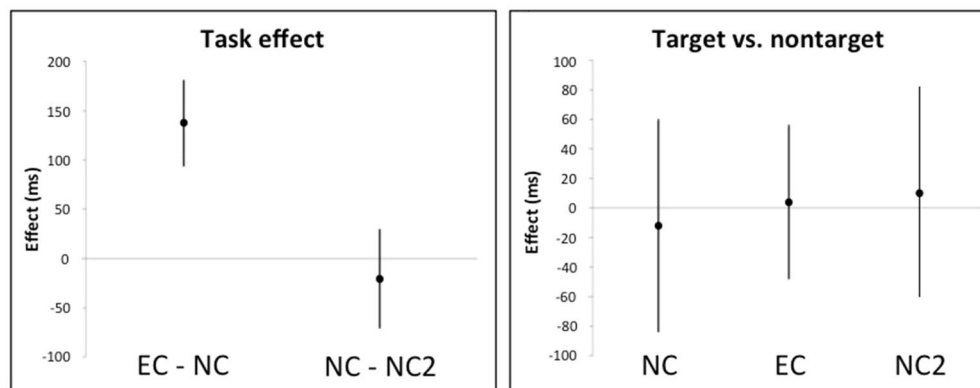 Task effect
Effect (ms)
200
150
100
50
0
-50
-100
EC - NC
NC - NC2
Target vs. nontarget
Effect (ms)
100
80
60
40
20
0
-20
-40
-60
-80
-100
NC
EC
NC2